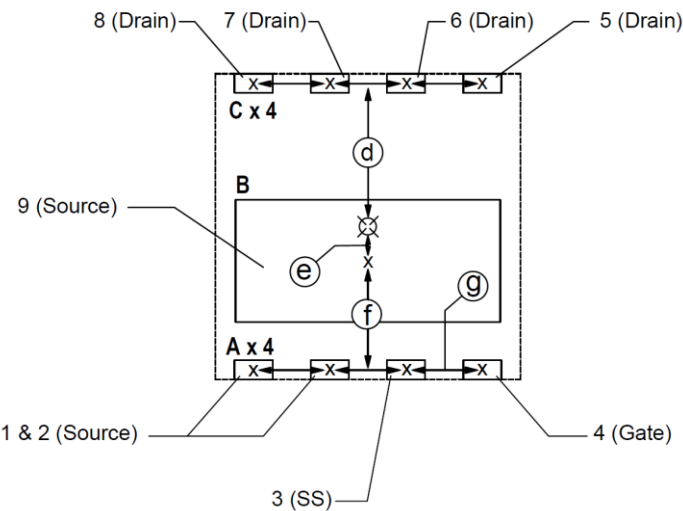 8 (Drain) 7 (Drain) 6 (Drain) 5 (Drain)
x x x x
C x 4
d
B
9 (Source)
e
x
g
f
A x 4
x x x x
1 & 2 (Source)
4 (Gate)
3 (SS)